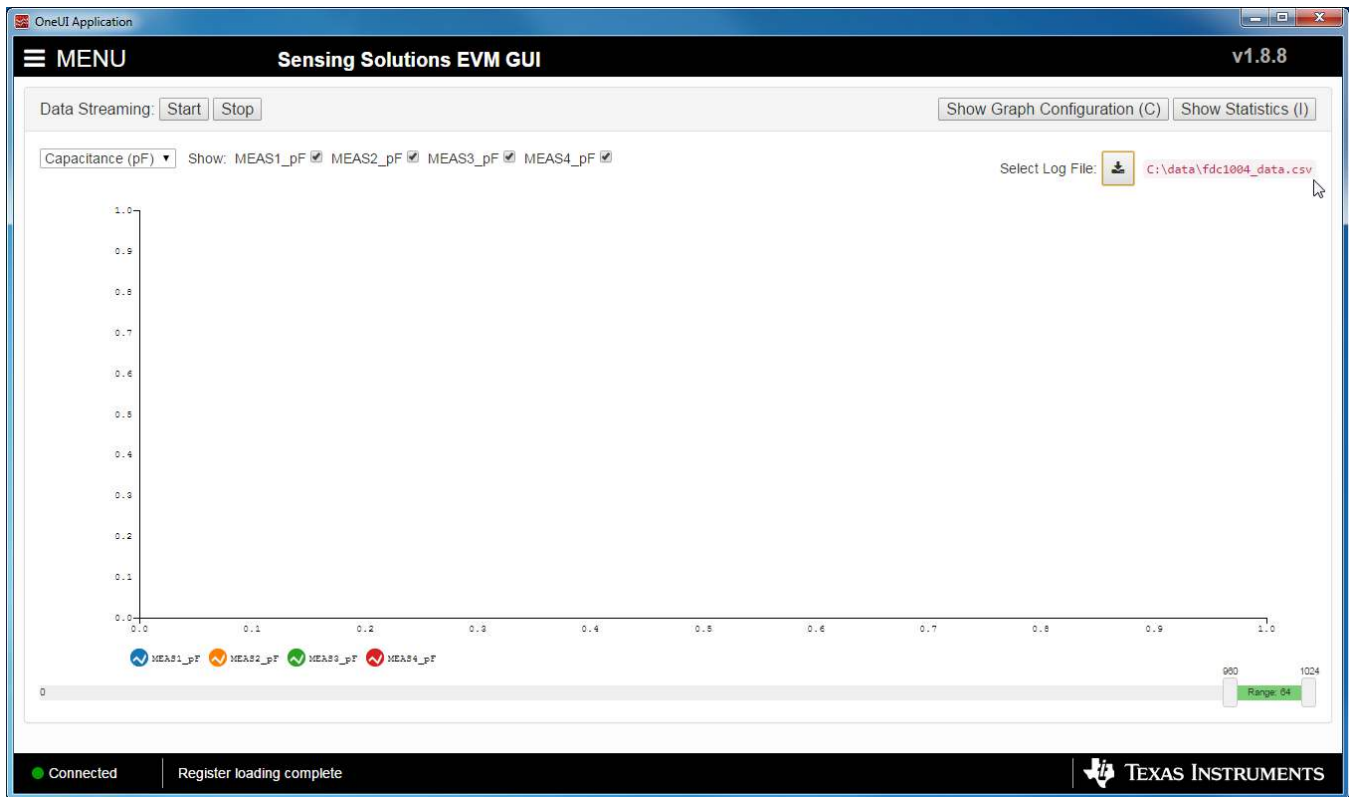 OneUI Application
MENU Sensing Solutions EVM GUI v1.8.8
Data Streaming: Start Stop Show Graph Configuration (C) Show Statistics (I)
Capacitance (pF) Show: MEAS1_pF MEAS2_pF MEAS3_pF MEAS4_pF
Select Log File: C:\data\fdc1004_data.csv
1.0
0.9
0.8
0.7
0.6
0.5
0.4
0.3
0.2
0.1
0.0
0.0 0.1 0.2 0.3 0.4 0.5 0.6 0.7 0.8 0.9 1.0
MEAS1_pF MEAS2_pF MEAS3_pF MEAS4_pF
960 1024
0 Range: 64
Connected Register loading complete TEXAS INSTRUMENTS